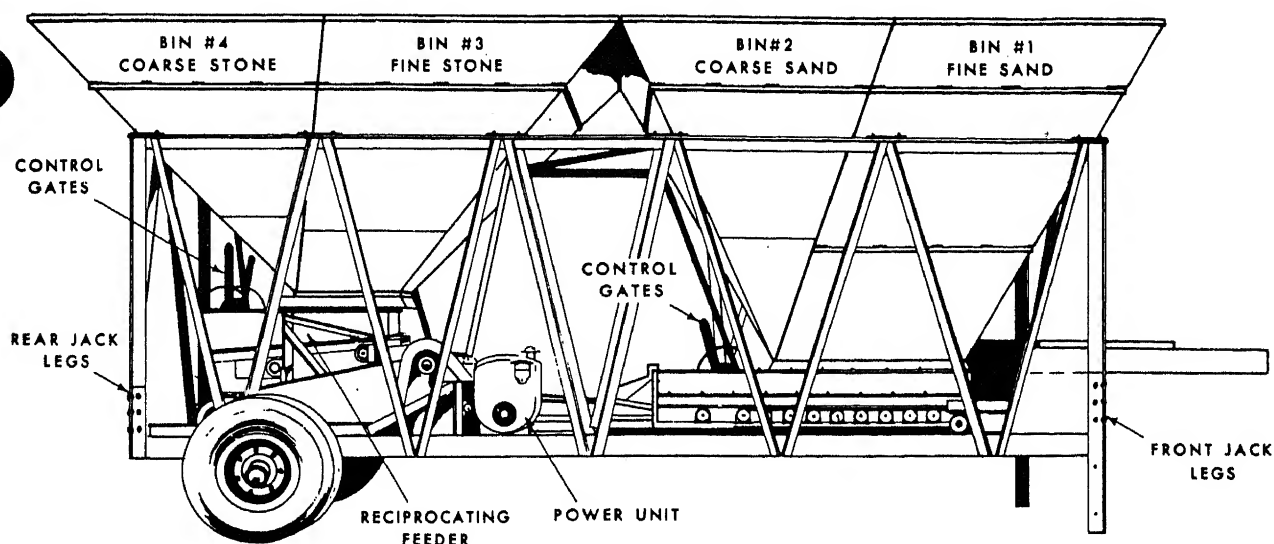 BIN #4
COARSE STONE
BIN #3
FINE STONE
BIN#2
COARSE SAND
BIN #1
FINE SAND
CONTROL
GATES
CONTROL
GATES
REAR JACK
LEGS
FRONT JACK
LEGS
RECIPROCATING
FEEDER
POWER UNIT